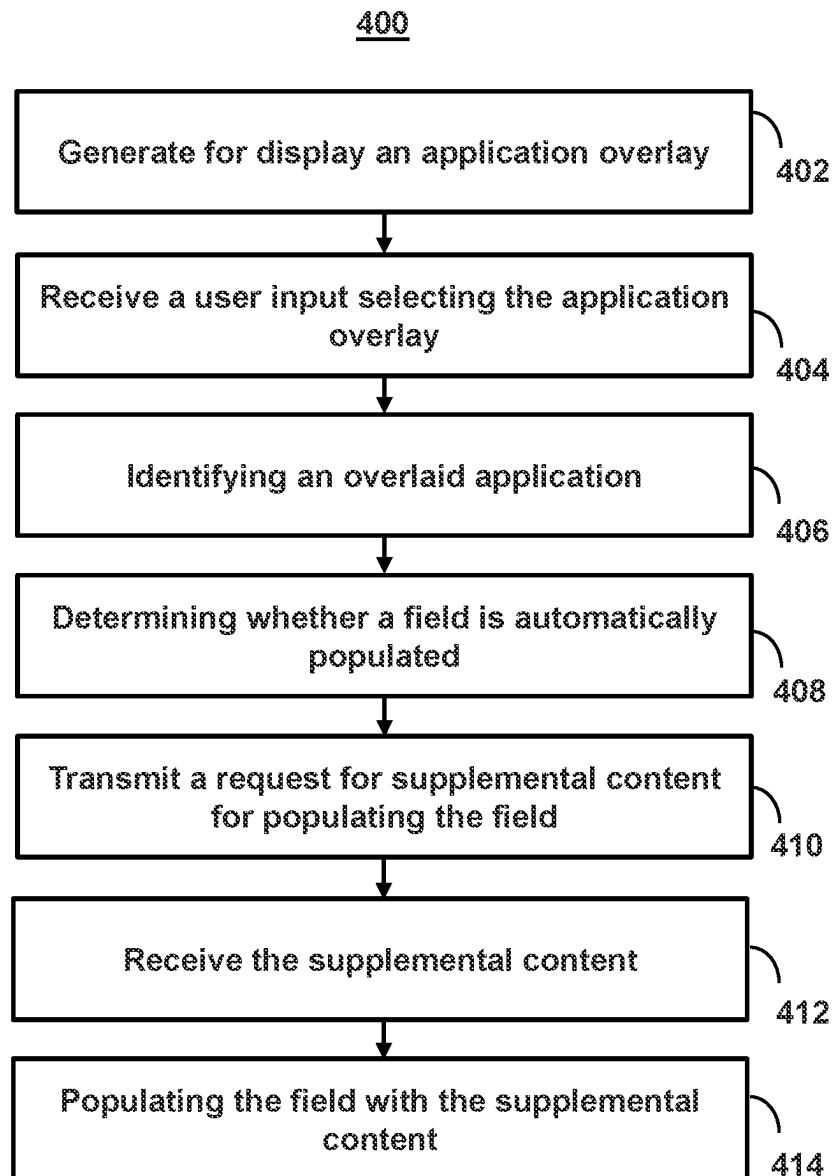 400
Generate for display an application overlay
402
Receive a user input selecting the application
overlay
404
Identifying an overlaid application
406
Determining whether a field is automatically
populated
408
Transmit a request for supplemental content
for populating the field
410
Receive the supplemental content
412
Populating the field with the supplemental
content
414